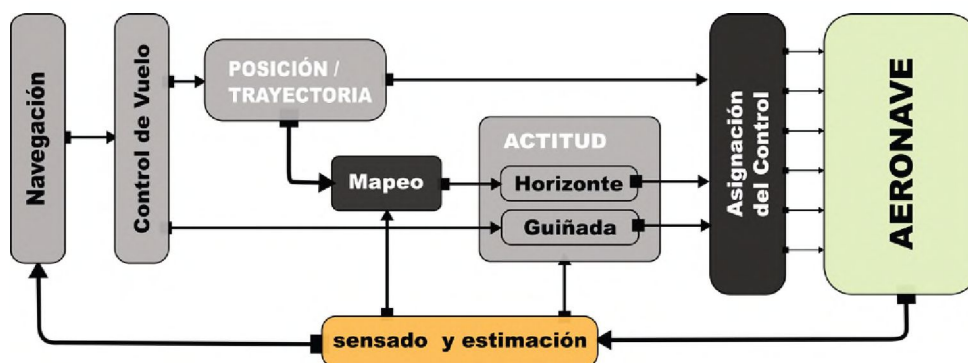 Navegación
Control de Vuelo
POSICIÓN /
TRAYECTORIA
Mapeo
ACTITUD
Horizonte
Guiñada
Asignación
del Control
AERONAVE
sensado y estimación